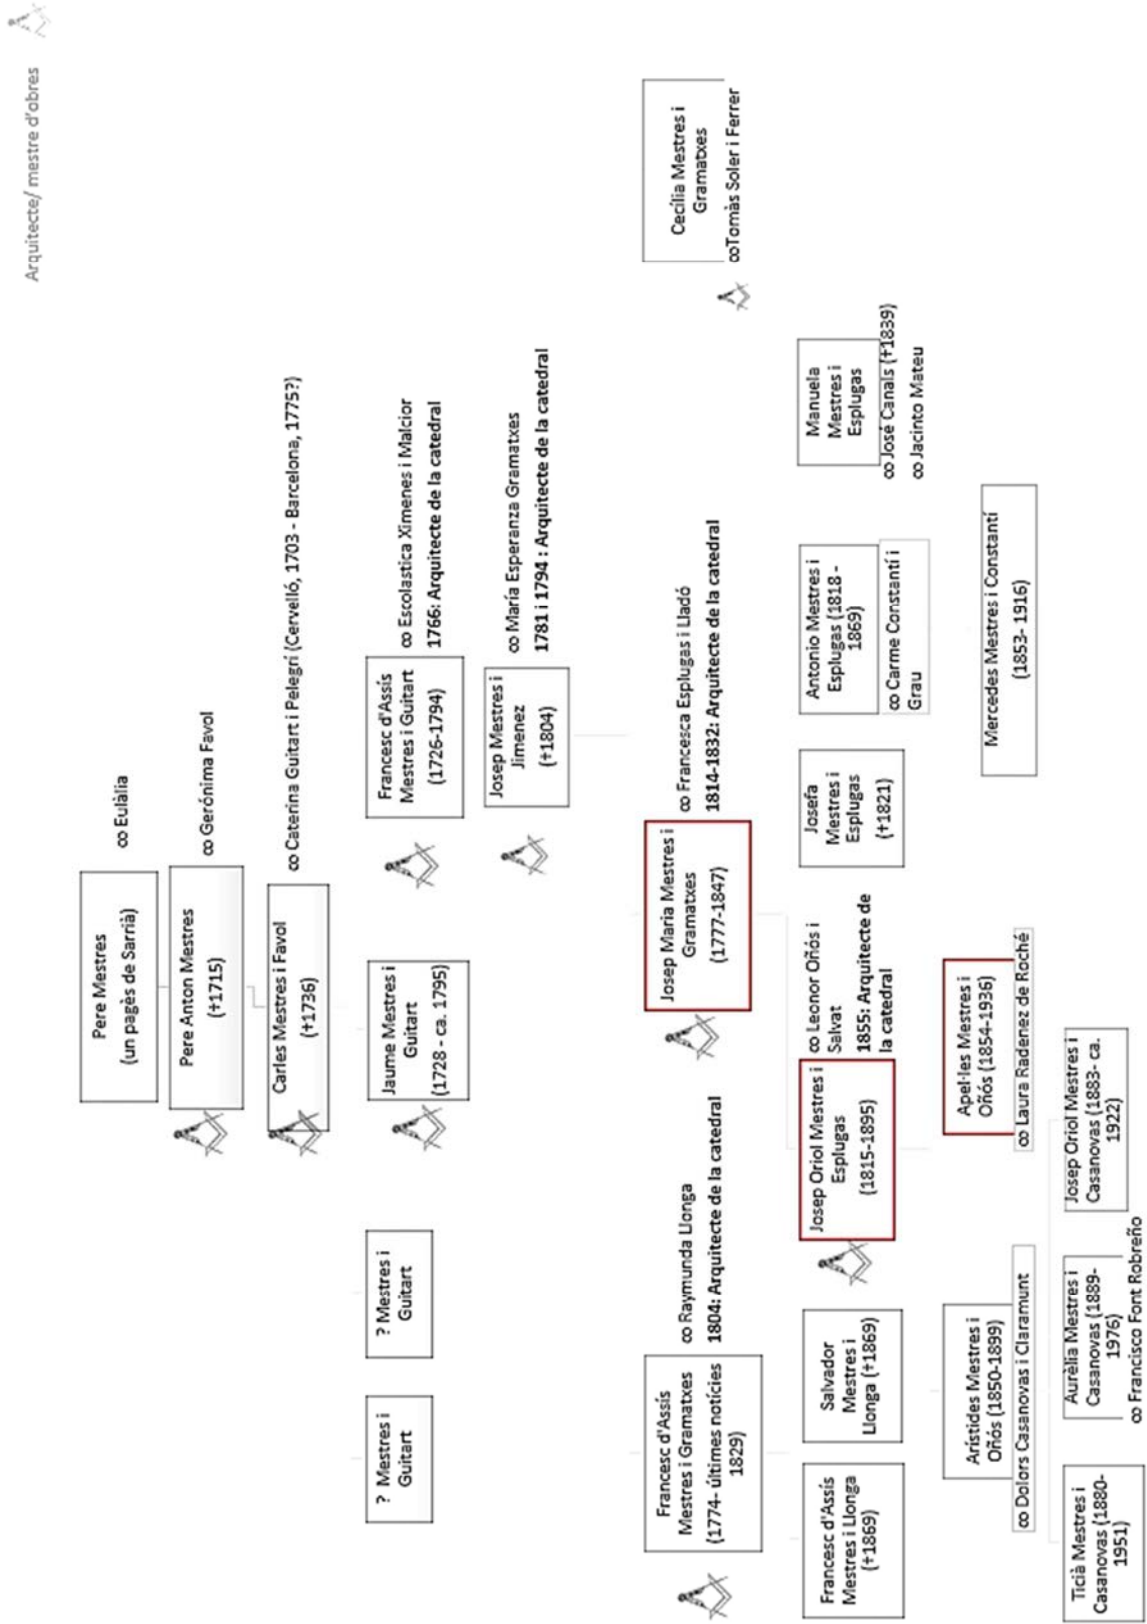 Arquitecte/ mestre d'obres
Pere Mestres
(un pagès de Sarrià)
ꝏ Eulàlia
Pere Anton Mestres
(+1715)
ꝏ Gerónima Favol
Carles Mestres i Favol
(+1736)
ꝏ Caterina Guitart i Pelegrí (Cervelló, 1703 - Barcelona, 1775?)
? Mestres i
Guitart
? Mestres i
Guitart
Jaume Mestres i
Guitart
(1728 - ca. 1795)
Francesc d'Assís
Mestres i Guitart
(1726-1794)
ꝏ Escolastica Ximenes i Malcior
1766: Arquitecte de la catedral
Josep Mestres i
Jimenez
(+1804)
ꝏ María Esperanza Gramatxes
1781 i 1794 : Arquitecte de la catedral
Francesc d'Assís
Mestres i Gramatxes
(1774- últimes notícies
1829)
ꝏ Raymunda Llonga
1804: Arquitecte de la catedral
Josep Maria Mestres i
Gramatxes
(1777-1847)
ꝏ Francesca Esplugas i Lladó
1814-1832: Arquitecte de la catedral
Cecília Mestres i
Gramatxes
ꝏTomàs Soler i Ferrer
Francesc d'Assís
Mestres i Llonga
(+1869)
Salvador
Mestres i
Llonga (+1869)
Josep Oriol Mestres i
Esplugas
(1815-1895)
ꝏ Leonor Oñós i
Salvat
1855: Arquitecte de
la catedral
Josefa
Mestres i
Esplugas
(+1821)
Antonio Mestres i
Esplugas (1818 -
1869)
ꝏ Carme Constantí i
Grau
Manuela
Mestres i
Esplugas
ꝏ José Canals (+1839)
ꝏ Jacinto Mateu
Arístides Mestres i
Oñós (1850-1899)
ꝏ Dolors Casanovas i Claramunt
Apel·les Mestres i
Oñós (1854-1936)
ꝏ Laura Radenez de Roché
Mercedes Mestres i Constantí
(1853- 1916)
Ticià Mestres i
Casanovas (1880-
1951)
Aurèlia Mestres i
Casanovas (1889-
1976)
ꝏ Francisco Font Robreño
Josep Oriol Mestres i
Casanovas (1883- ca.
1922)